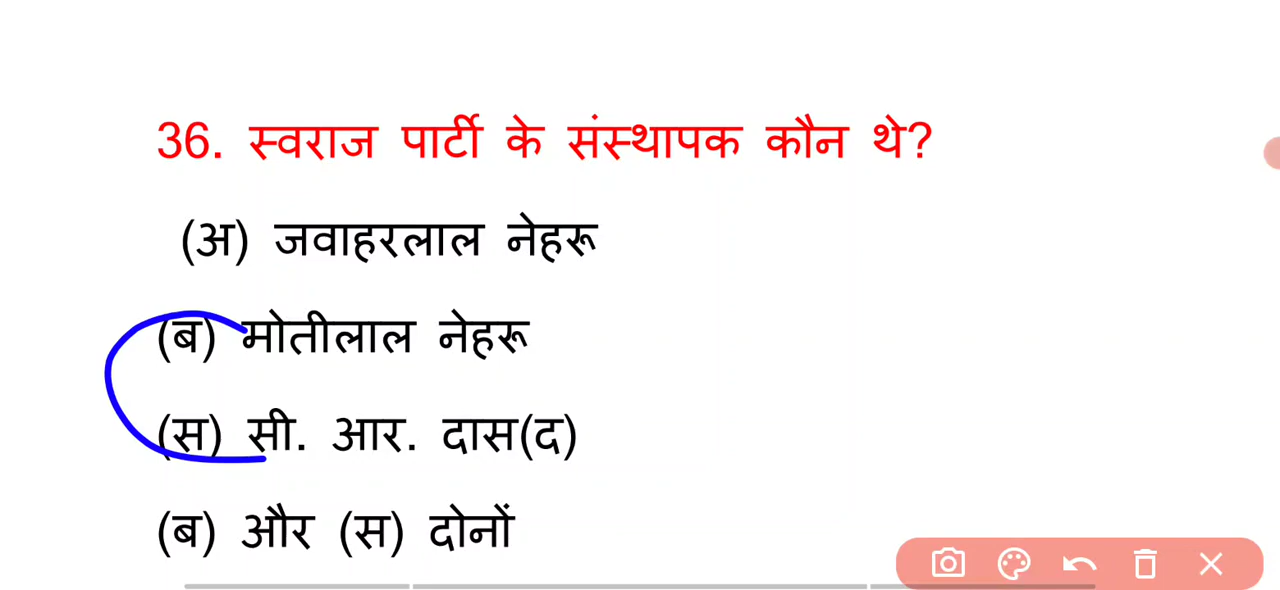 36. स्वराज पार्टी के संस्थापक कौन थे?
(अ) जवाहरलाल नेहरू
(ब) मोतीलाल नेहरू
(स) सी. आर. दास(द)
(ब) और (स) दोनों